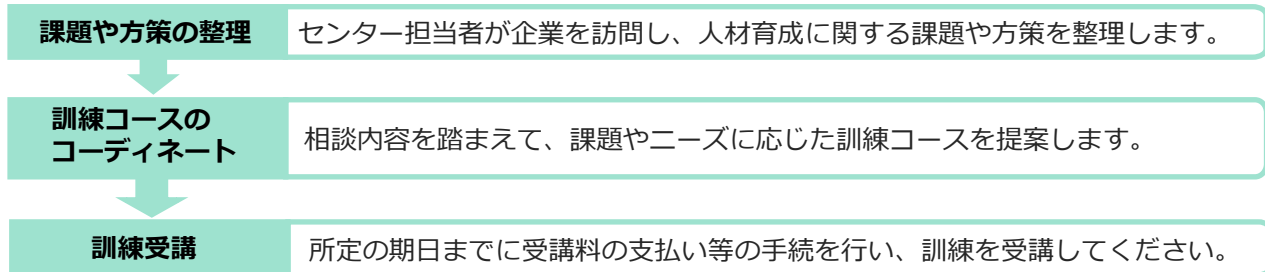 課題や方策の整理
センター担当者が企業を訪問し、人材育成に関する課題や方策を整理します。
訓練コースの
コーディネート
相談内容を踏まえて、課題やニーズに応じた訓練コースを提案します。
訓練受講
所定の期日までに受講料の支払い等の手続を行い、訓練を受講してください。